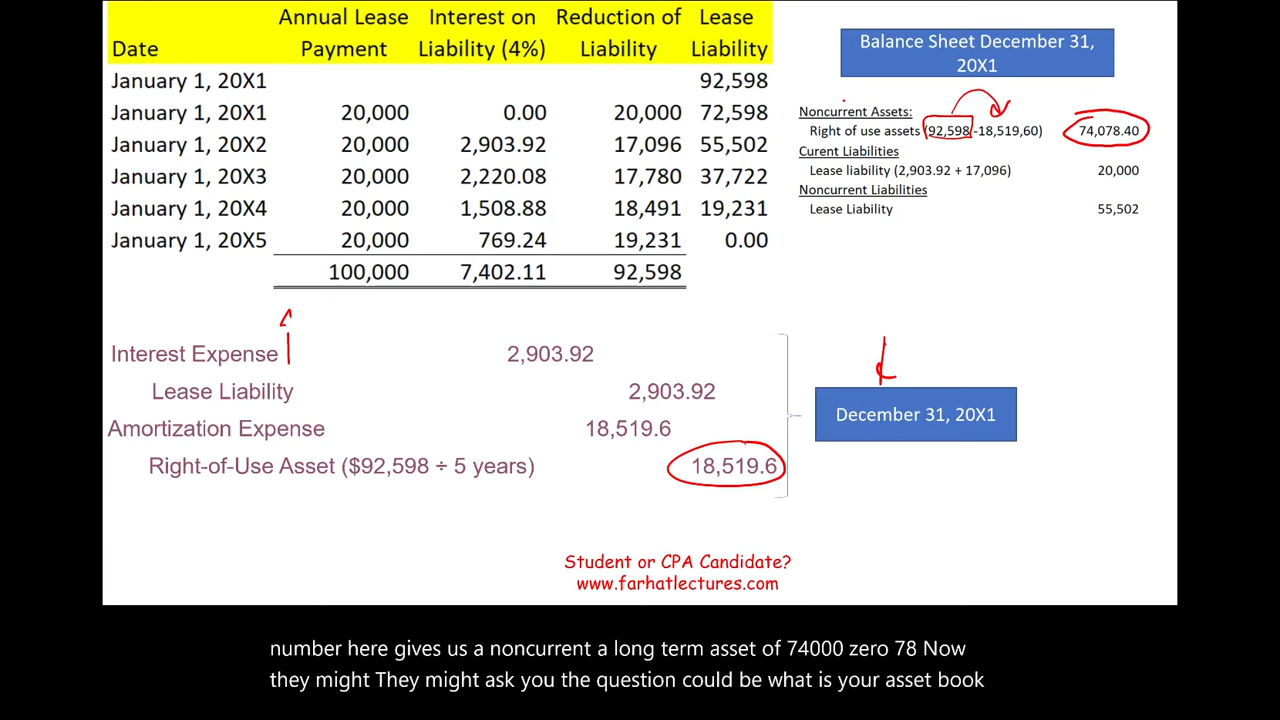 Date Annual Lease Payment Interest on Liability (4%) Reduction of Liability Lease Liability
January 1, 20X1 92,598
January 1, 20X1 20,000 0.00 20,000 72,598
January 1, 20X2 20,000 2,903.92 17,096 55,502
January 1, 20X3 20,000 2,220.08 17,780 37,722
January 1, 20X4 20,000 1,508.88 18,491 19,231
January 1, 20X5 20,000 769.24 19,231 0.00
100,000 7,402.11 92,598
Balance Sheet December 31,
20X1
Noncurrent Assets:
Right of use assets (92,598-18,519,60) 74,078.40
Curent Liabilities
Lease liability (2,903.92 + 17,096) 20,000
Noncurrent Liabilities
Lease Liability 55,502
Interest Expense 2,903.92
Lease Liability 2,903.92
Amortization Expense 18,519.6
Right-of-Use Asset ($92,598 ÷ 5 years) 18,519.6
December 31, 20X1
Student or CPA Candidate?
www.farhatlectures.com
number here gives us a noncurrent a long term asset of 74000 zero 78 Now
they might They might ask you the question could be what is your asset book